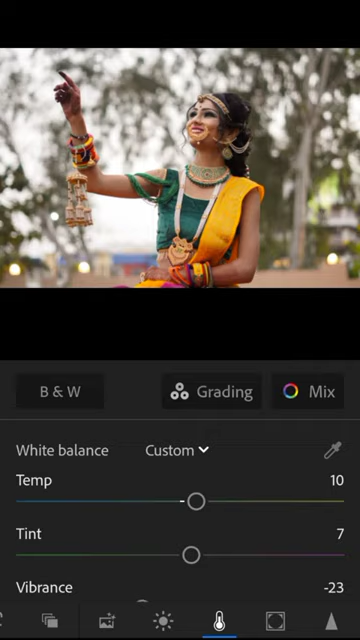 B & W
Grading
Mix
White balance
Custom
Temp
10
Tint
7
Vibrance
-23